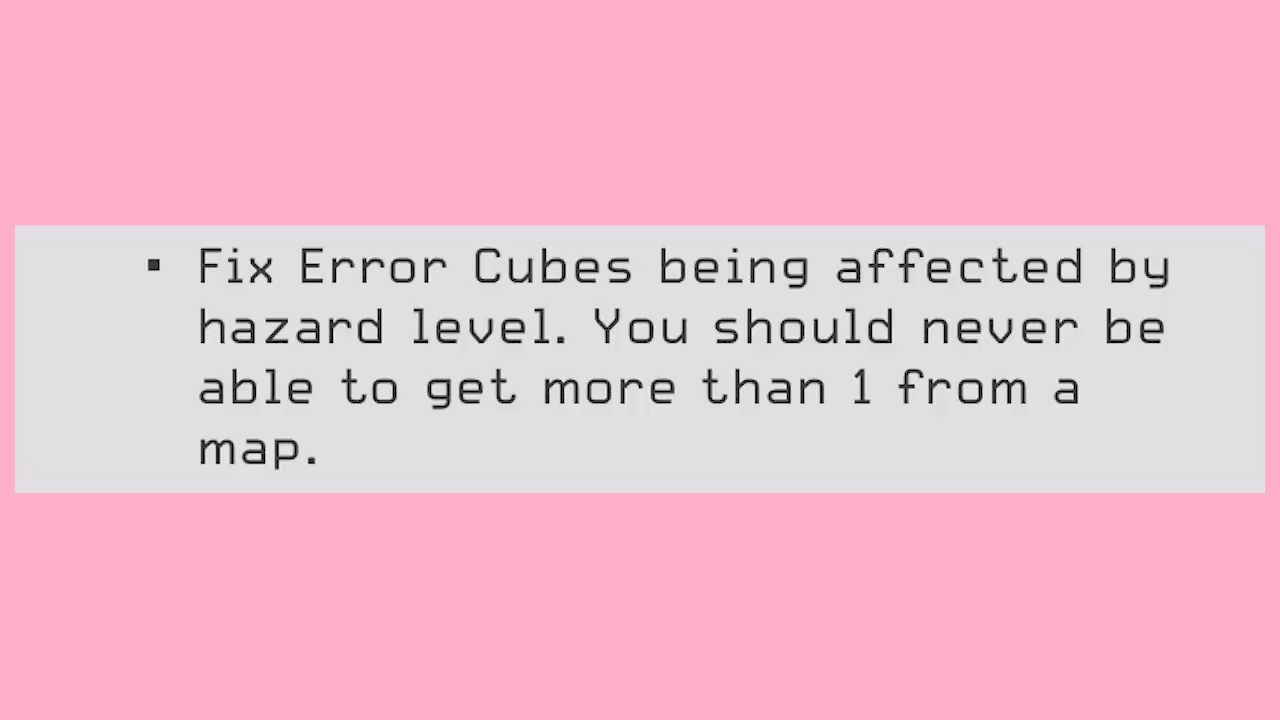 ▪ Fix Error Cubes being affected by
hazard level. You should never be
able to get more than 1 from a
map.